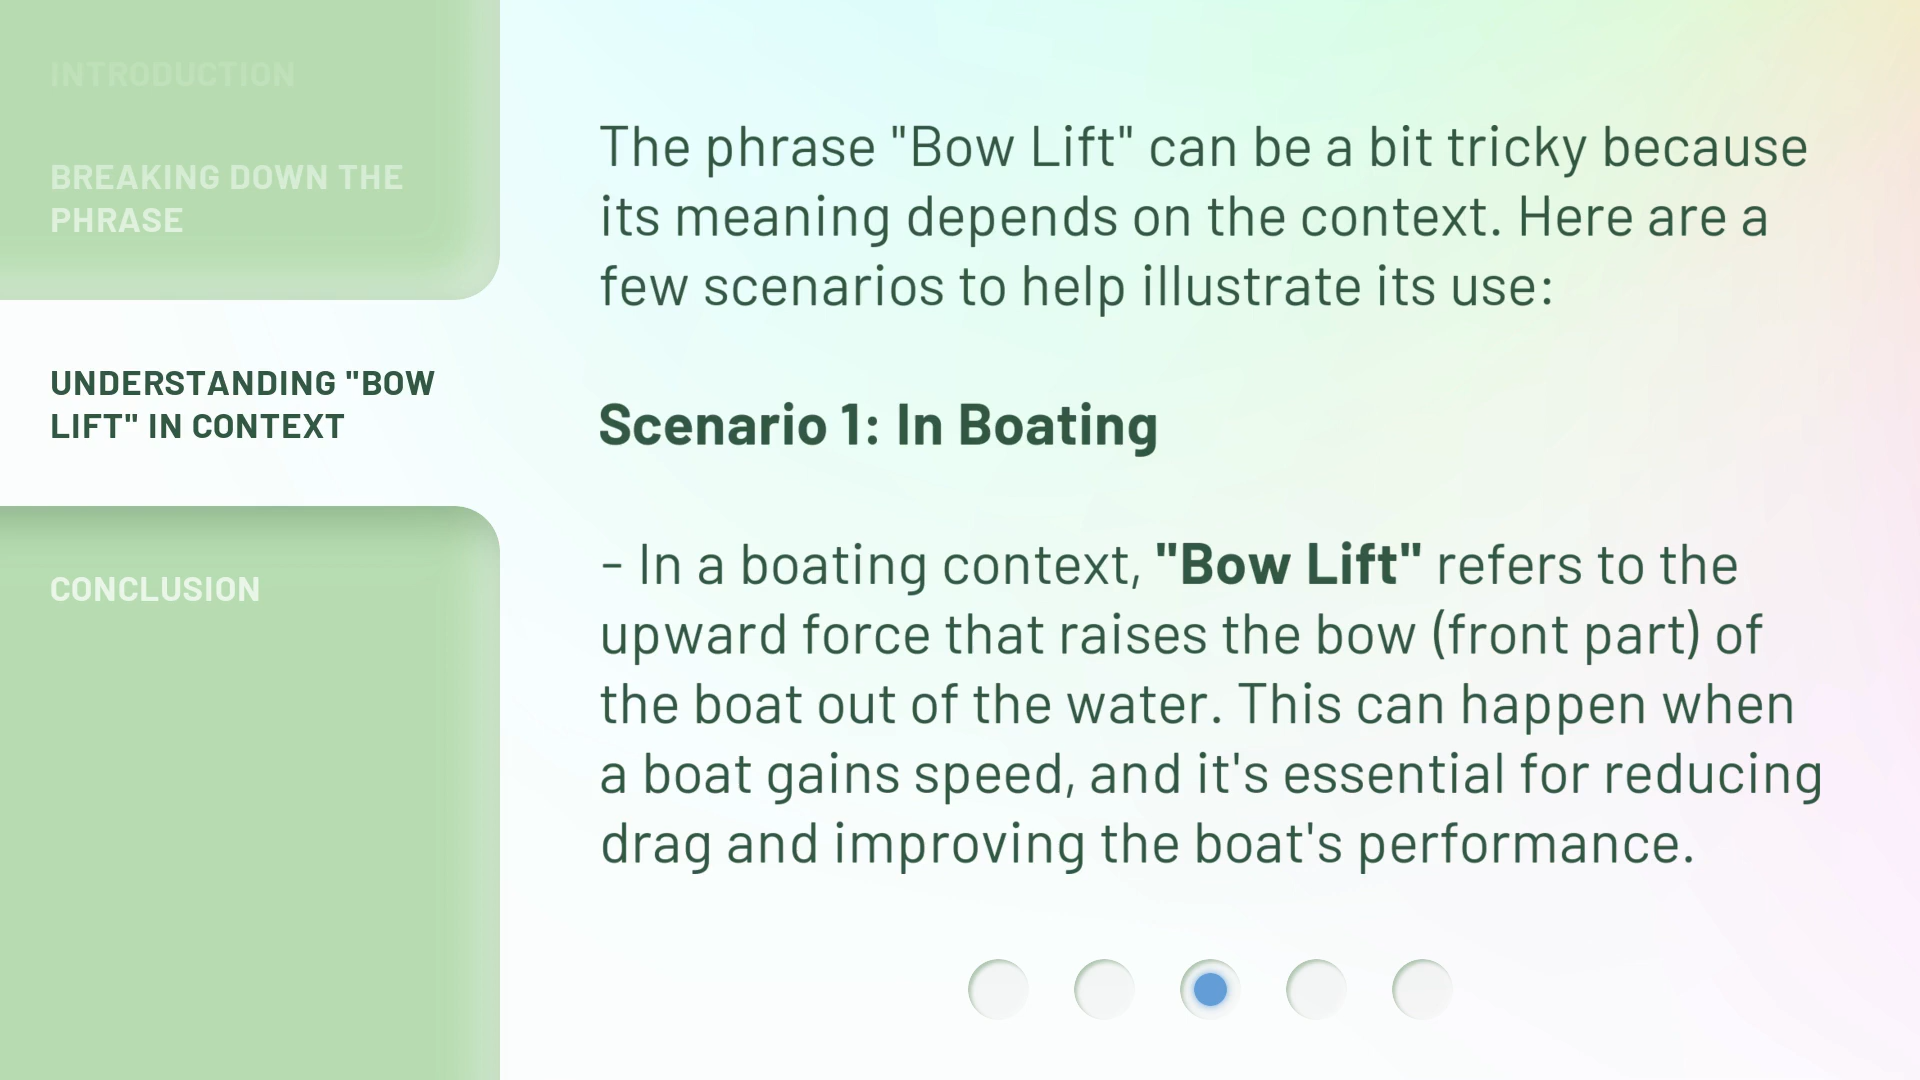 INTRODUCTION
BREAKING DOWN THE
PHRASE
UNDERSTANDING "BOW
LIFT" IN CONTEXT
CONCLUSION
The phrase "Bow Lift" can be a bit tricky because
its meaning depends on the context. Here are a
few scenarios to help illustrate its use:
Scenario 1: In Boating
- In a boating context, "Bow Lift" refers to the
upward force that raises the bow (front part) of
the boat out of the water. This can happen when
a boat gains speed, and it's essential for reducing
drag and improving the boat's performance.